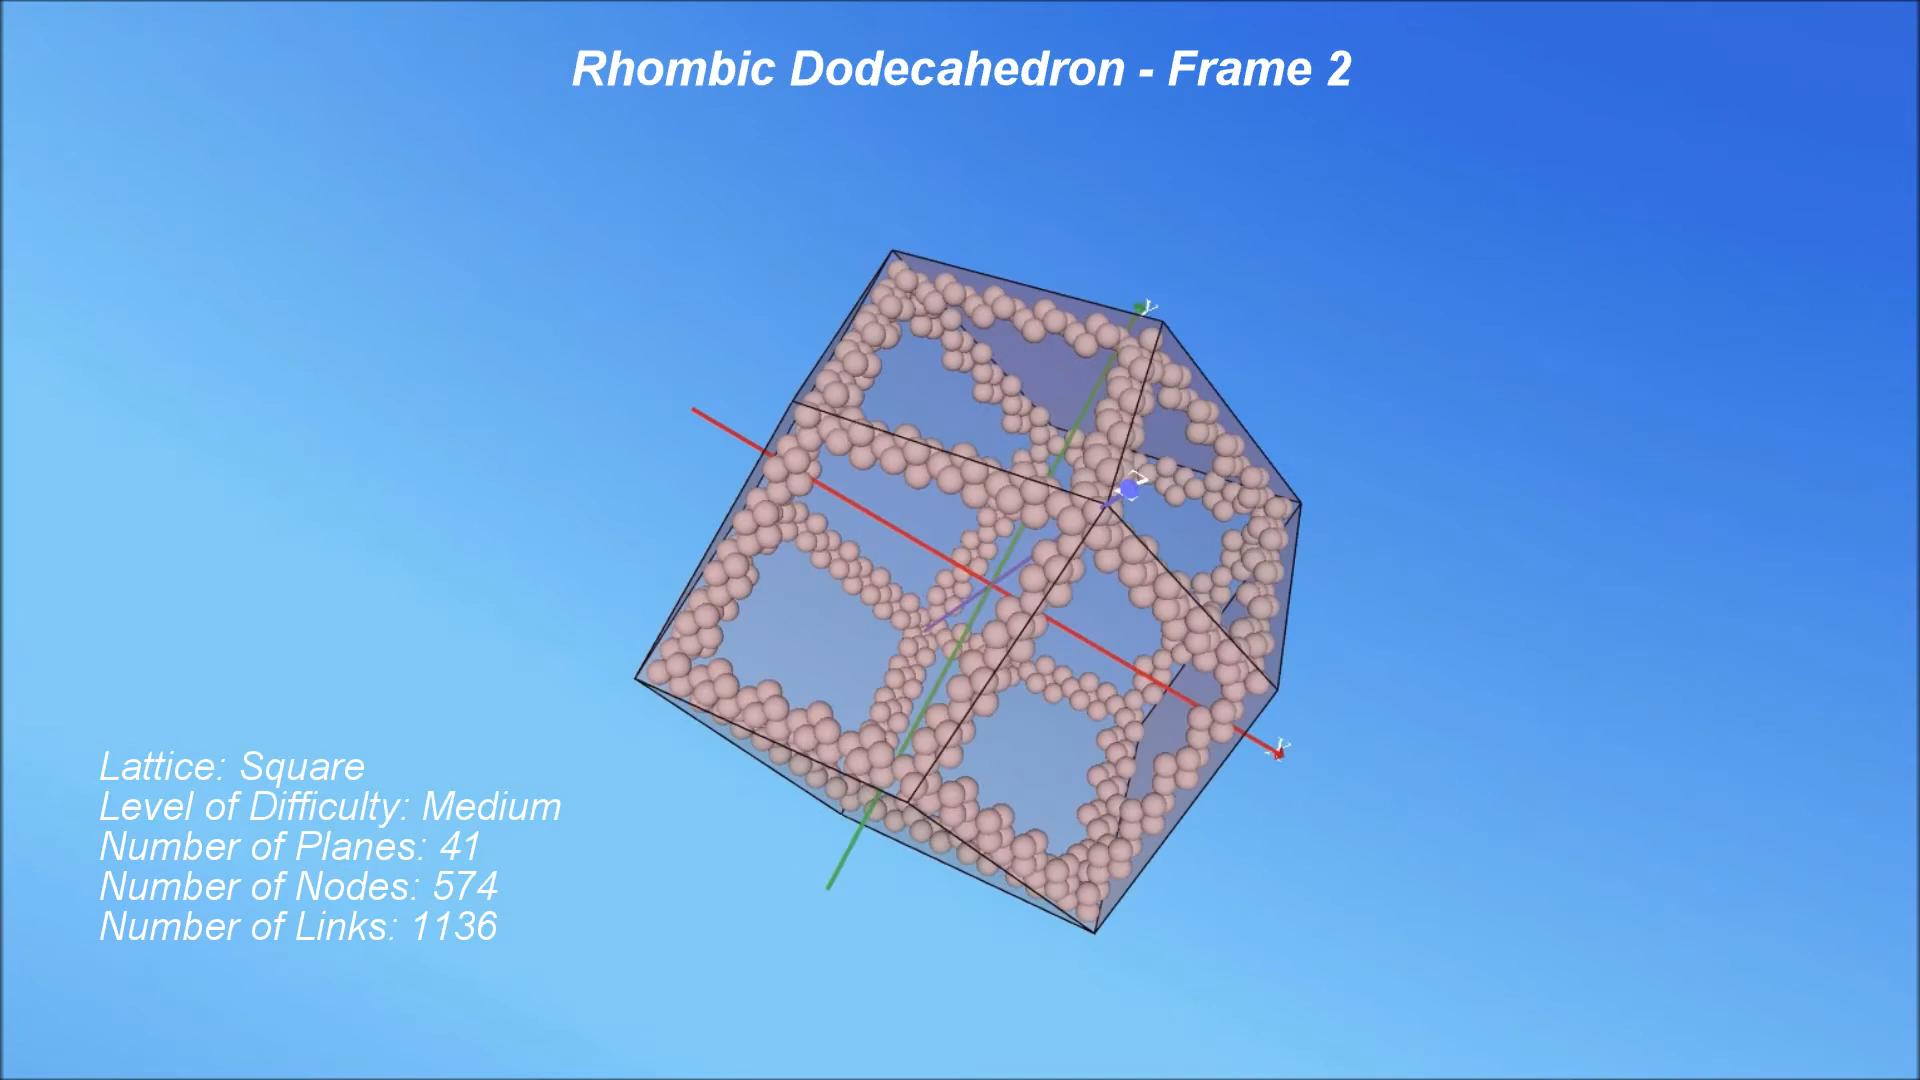 Rhombic Dodecahedron - Frame 2
Y
Z
X
Lattice: Square
Level of Difficulty: Medium
Number of Planes: 41
Number of Nodes: 574
Number of Links: 1136